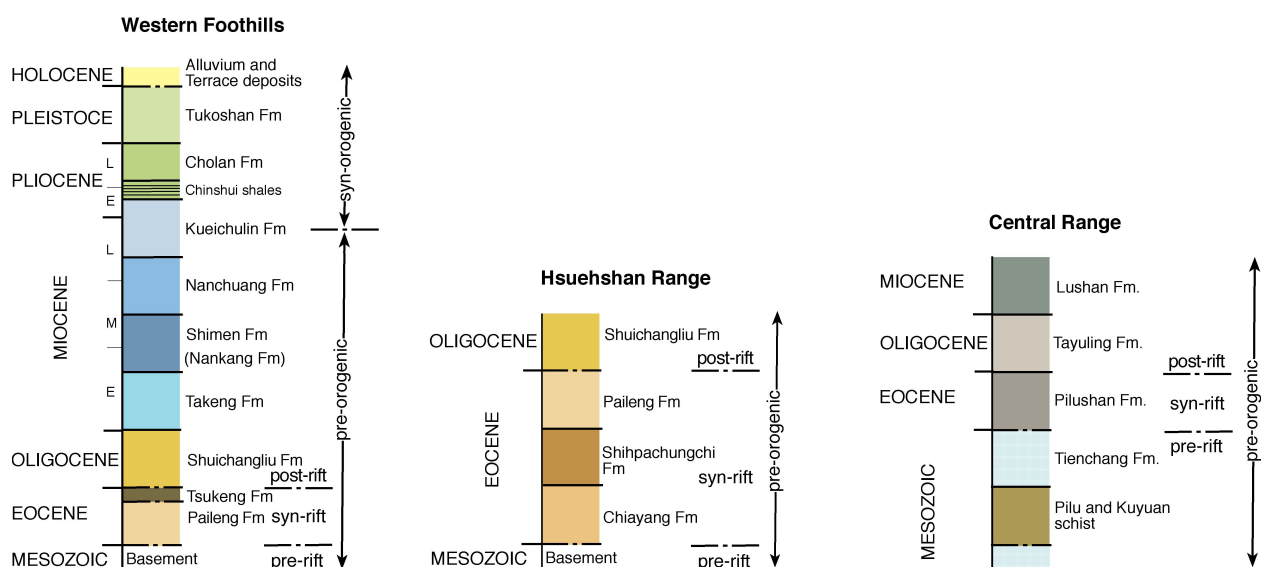 Western Foothills
HOLOCENE
Alluvium and
Terrace deposits
PLEISTOCE
Tukoshan Fm
PLIOCENE
L
E
Cholan Fm
Chinshui shales
MIOCENE
L
M
E
Kueichulin Fm
Nanchuang Fm
Shimen Fm
(Nankang Fm)
Takeng Fm
OLIGOCENE
Shuichangliu Fm
post-rift
EOCENE
Tsukeng Fm
Paileng Fm
syn-rift
MESOZOIC
Basement
pre-rift
syn-orogenic
pre-orogenic
Hsuehshan Range
OLIGOCENE
Shuichangliu Fm
post-rift
EOCENE
Paileng Fm
Shihpachungchi
Fm
syn-rift
Chiayang Fm
MESOZOIC
Basement
pre-rift
pre-orogenic
Central Range
MIOCENE
Lushan Fm.
OLIGOCENE
Tayuling Fm.
post-rift
EOCENE
Pilushan Fm.
syn-rift
pre-rift
MESOZOIC
Tienchang Fm.
Pilu and Kuyuan
schist
pre-orogenic